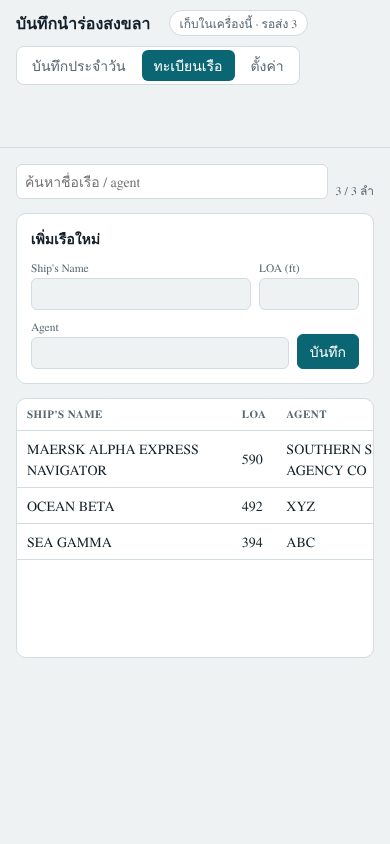 บันทึกนำร่องสงขลา
เก็บในเครื่องนี้ · รอส่ง 3
บันทึกประจำวัน ทะเบียนเรือ ตั้งค่า
ค้นหาชื่อเรือ / agent
3 / 3 ลำ
เพิ่มเรือใหม่
Ship's Name LOA (ft)
Agent
บันทึก
SHIP'S NAME LOA AGENT
MAERSK ALPHA EXPRESS NAVIGATOR 590 SOUTHERN S
AGENCY CO
OCEAN BETA 492 XYZ
SEA GAMMA 394 ABC